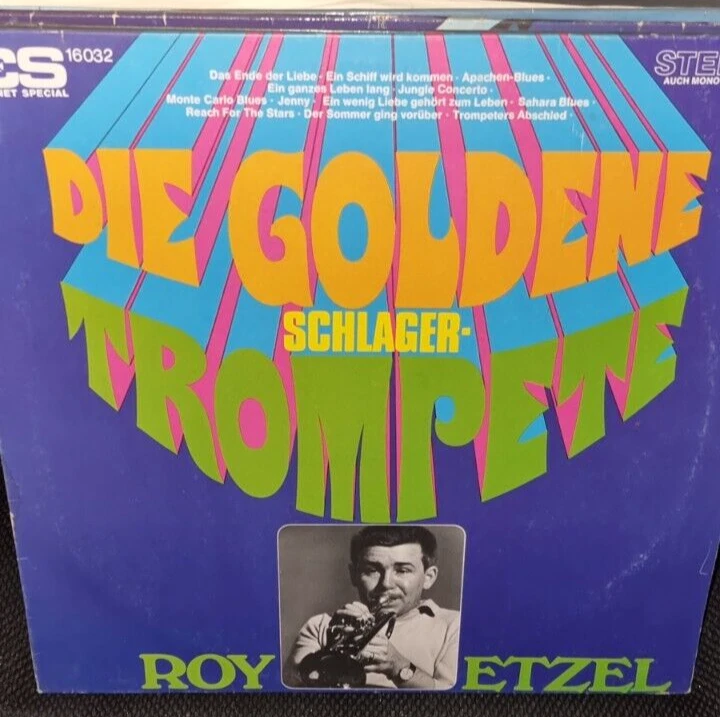 CS 16032
NET SPECIAL
STE
AUCH MONO
Das Ende der Liebe · Ein Schiff wird kommen · Apachen-Blues ·
Ein ganzes Leben lang · Jungle Concerto ·
Monte Carlo Blues · Jenny · Ein wenig Liebe gehört zum Leben · Sahara Blues ·
Reach For The Stars · Der Sommer ging vorüber · Trompeters Abschied ·
DIE GOLDENE
SCHLAGER-
TROMPETE
ROY ETZEL